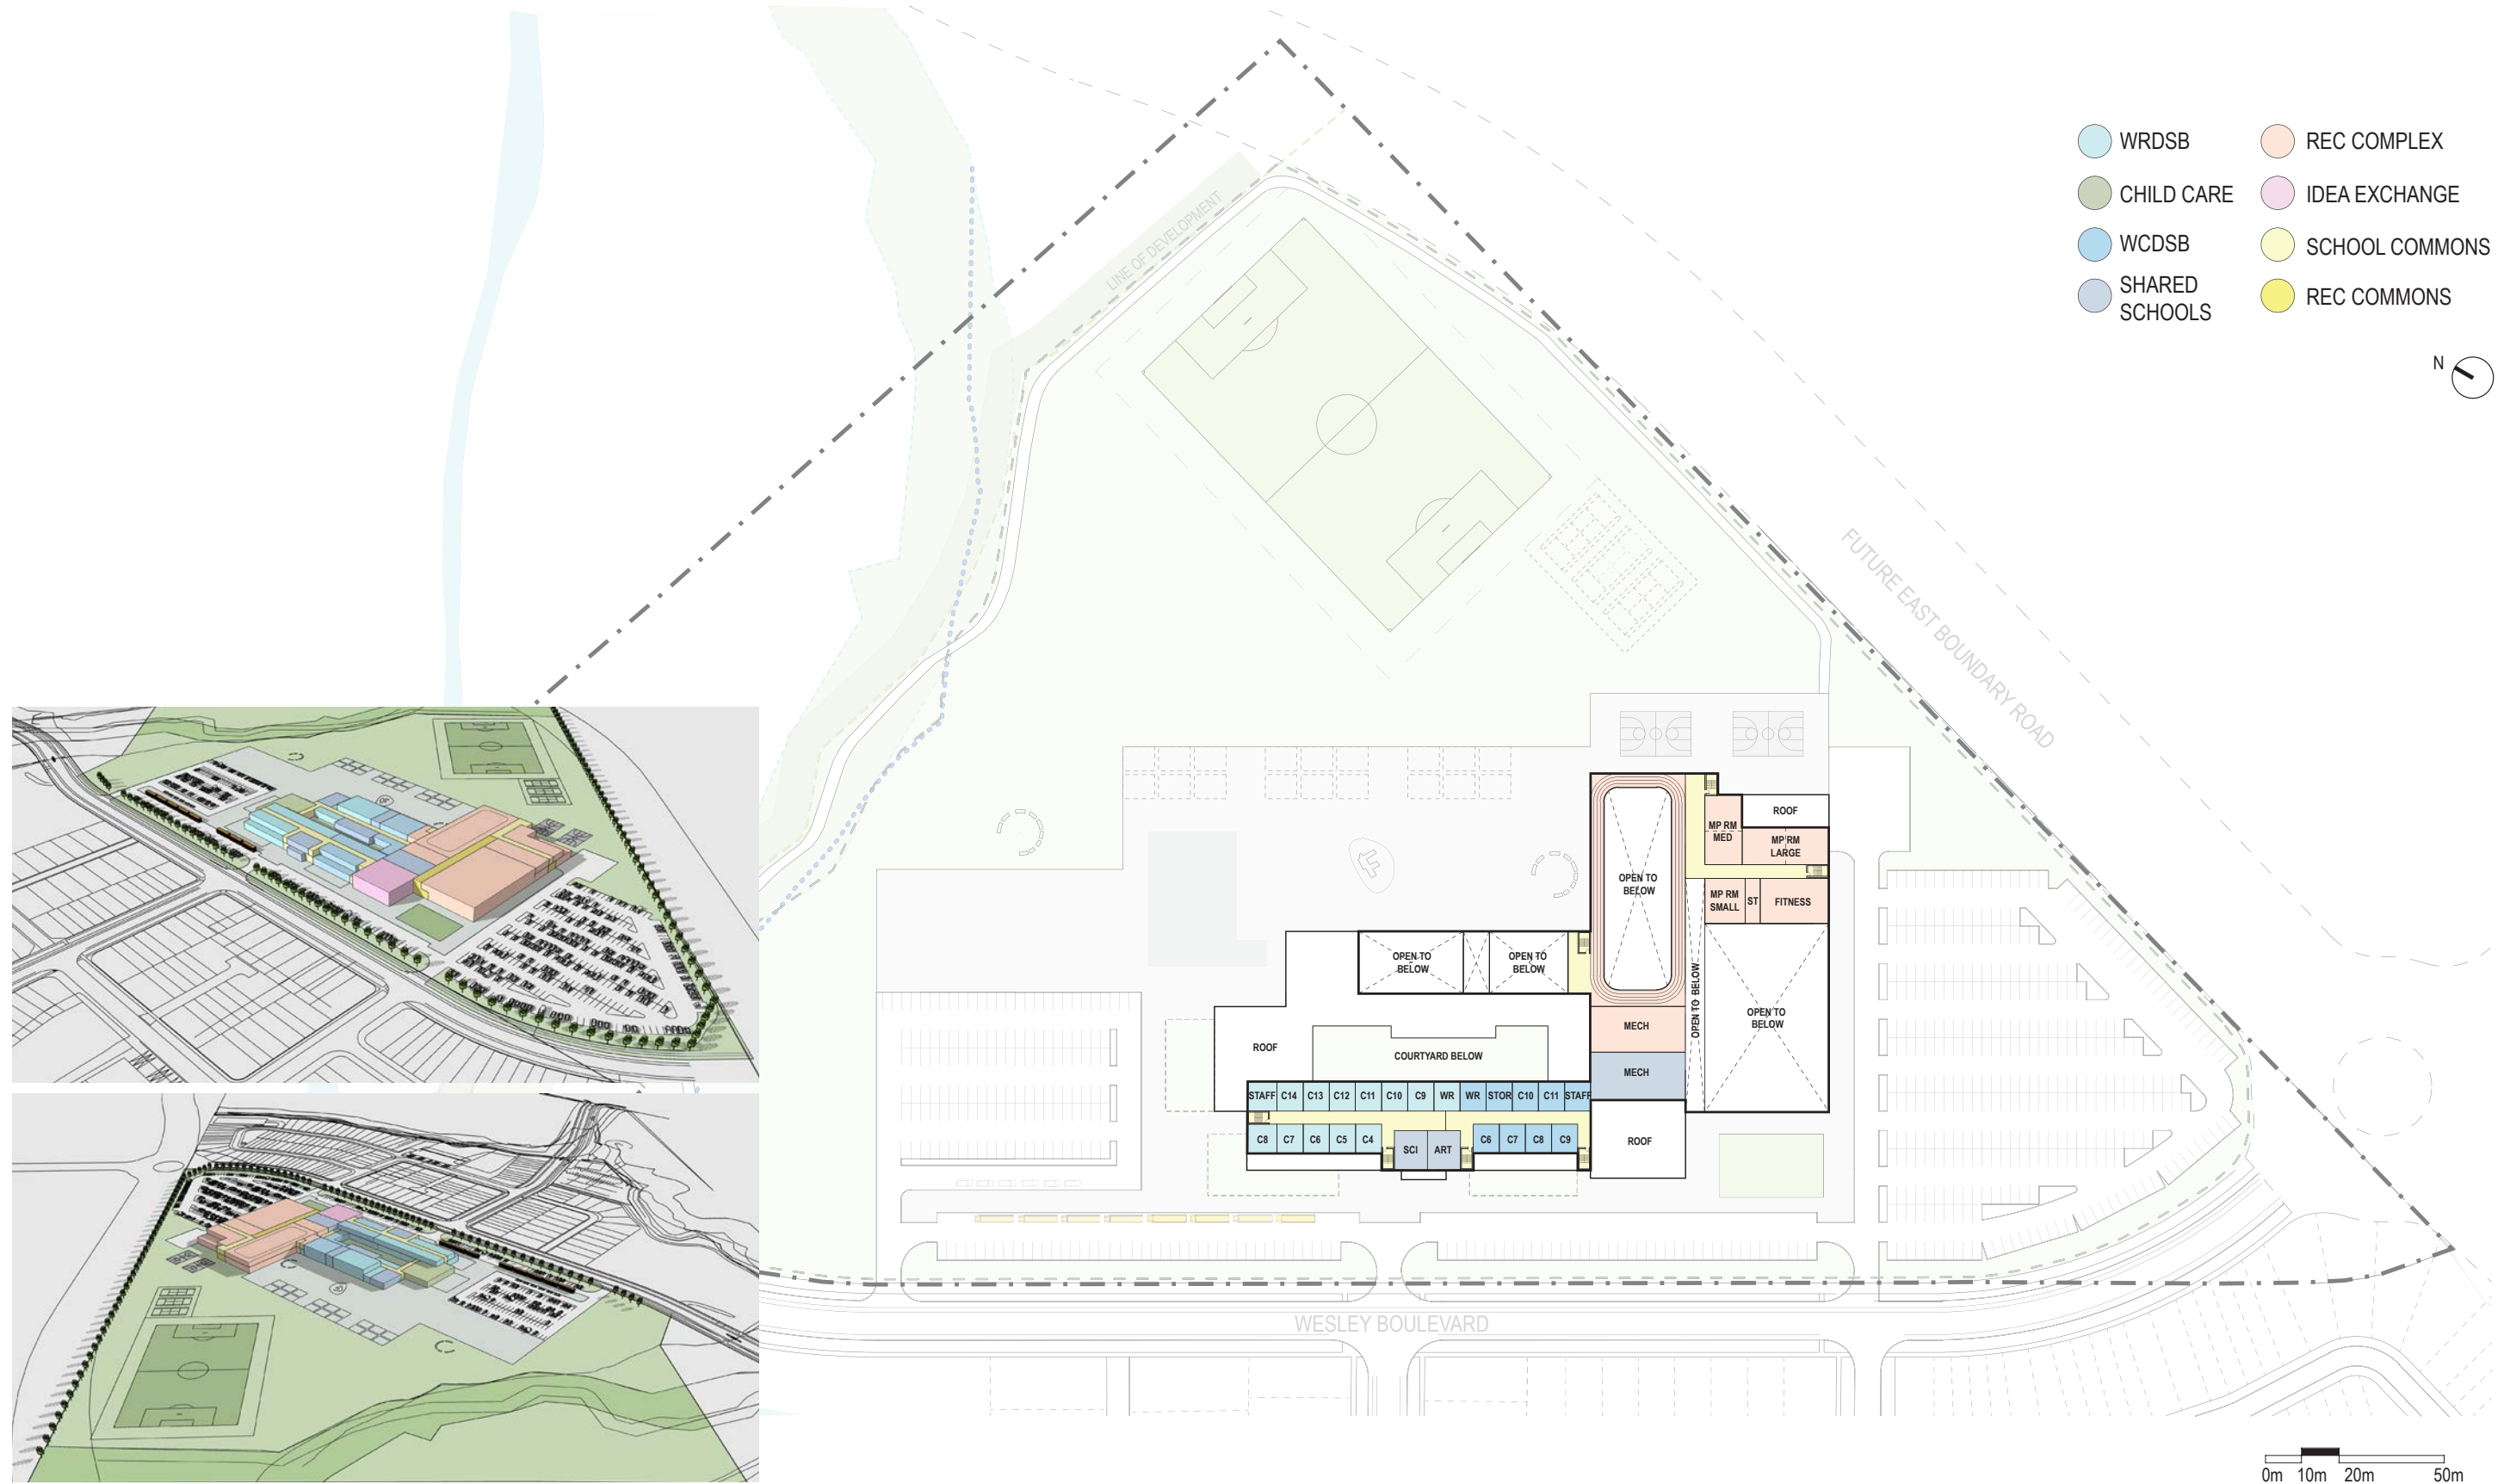 WRDSB
CHILD CARE
WCDSB
SHARED
SCHOOLS
REC COMPLEX
IDEA EXCHANGE
SCHOOL COMMONS
REC COMMONS
N
LINE OF DEVELOPMENT
FUTURE EAST BOUNDARY ROAD
ROOF
MP RM
MED
MP RM
LARGE
OPEN TO
BELOW
MP RM
SMALL
ST
FITNESS
OPEN TO
BELOW
OPEN TO
BELOW
OPEN TO BELOW
OPEN TO
BELOW
MECH
ROOF
COURTYARD BELOW
MECH
STAFF C14 C13 C12 C11 C10 C9 WR WR STOR C10 C11 STAFF
C8 C7 C6 C5 C4 SCI ART C6 C7 C8 C9
ROOF
WESLEY BOULEVARD
0m 10m 20m 50m